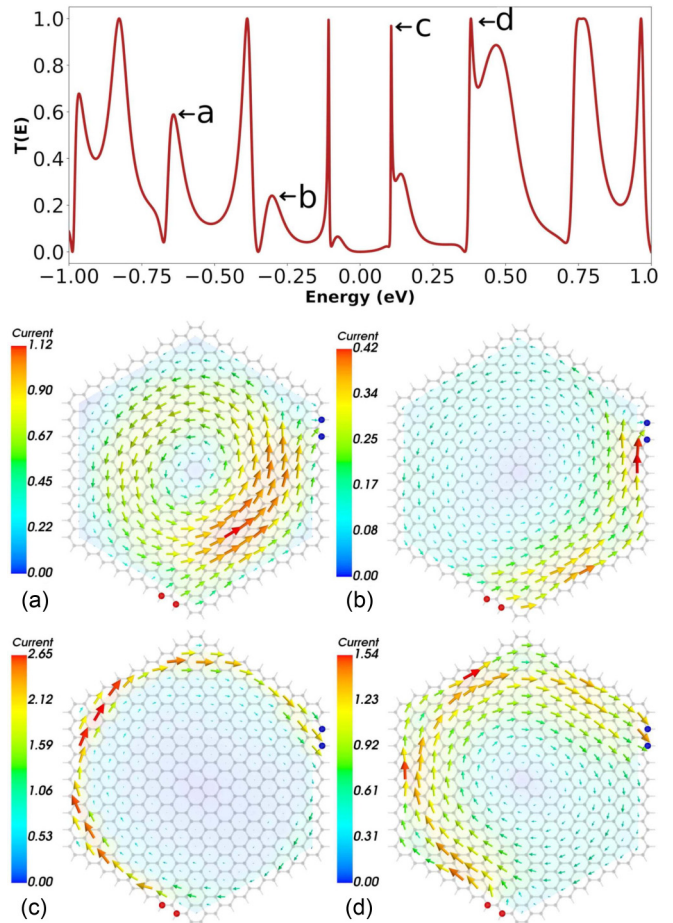 1.0
0.8
0.6
0.4
0.2
0.0
T(E)
←a
←b
←c
←d
−1.00 −0.75 −0.50 −0.25 0.00 0.25 0.50 0.75 1.0
Energy (eV)
Current
1.12
0.90
0.67
0.45
0.22
0.00
(a)
Current
0.42
0.34
0.25
0.17
0.08
0.00
(b)
Current
2.65
2.12
1.59
1.06
0.53
0.00
(c)
Current
1.54
1.23
0.92
0.61
0.31
0.00
(d)